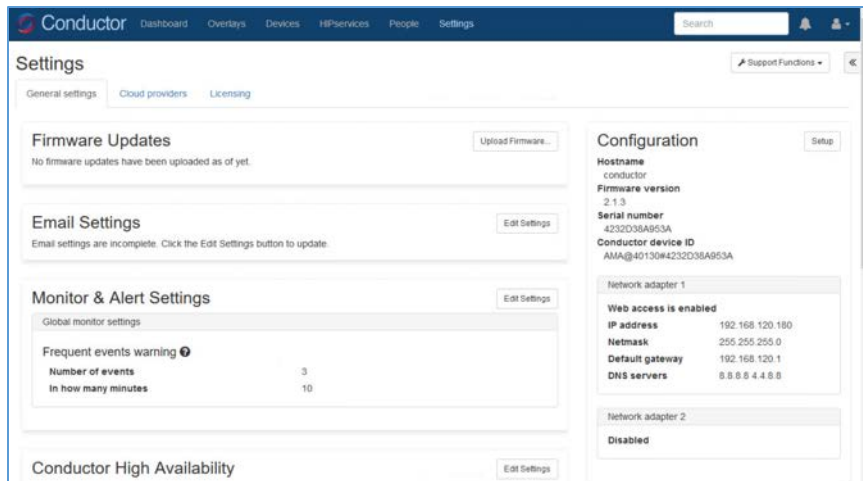 Conductor Dashboard Overlays Devices HIPservices People Settings Search
Settings
Support Functions
General settings Cloud providers Licensing
Firmware Updates
Upload Firmware...
No firmware updates have been uploaded as of yet.
Email Settings
Edit Settings
Email settings are incomplete. Click the Edit Settings button to update.
Monitor & Alert Settings
Edit Settings
Global monitor settings
Frequent events warning
Number of events 3
In how many minutes 10
Conductor High Availability
Edit Settings
Configuration
Setup
Hostname
conductor
Firmware version
2.1.3
Serial number
4232D38A953A
Conductor device ID
AMA@40130#4232D38A953A
Network adapter 1
Web access is enabled
IP address 192.168.120.180
Netmask 255.255.255.0
Default gateway 192.168.120.1
DNS servers 8.8.8.8 4.4.8.8
Network adapter 2
Disabled